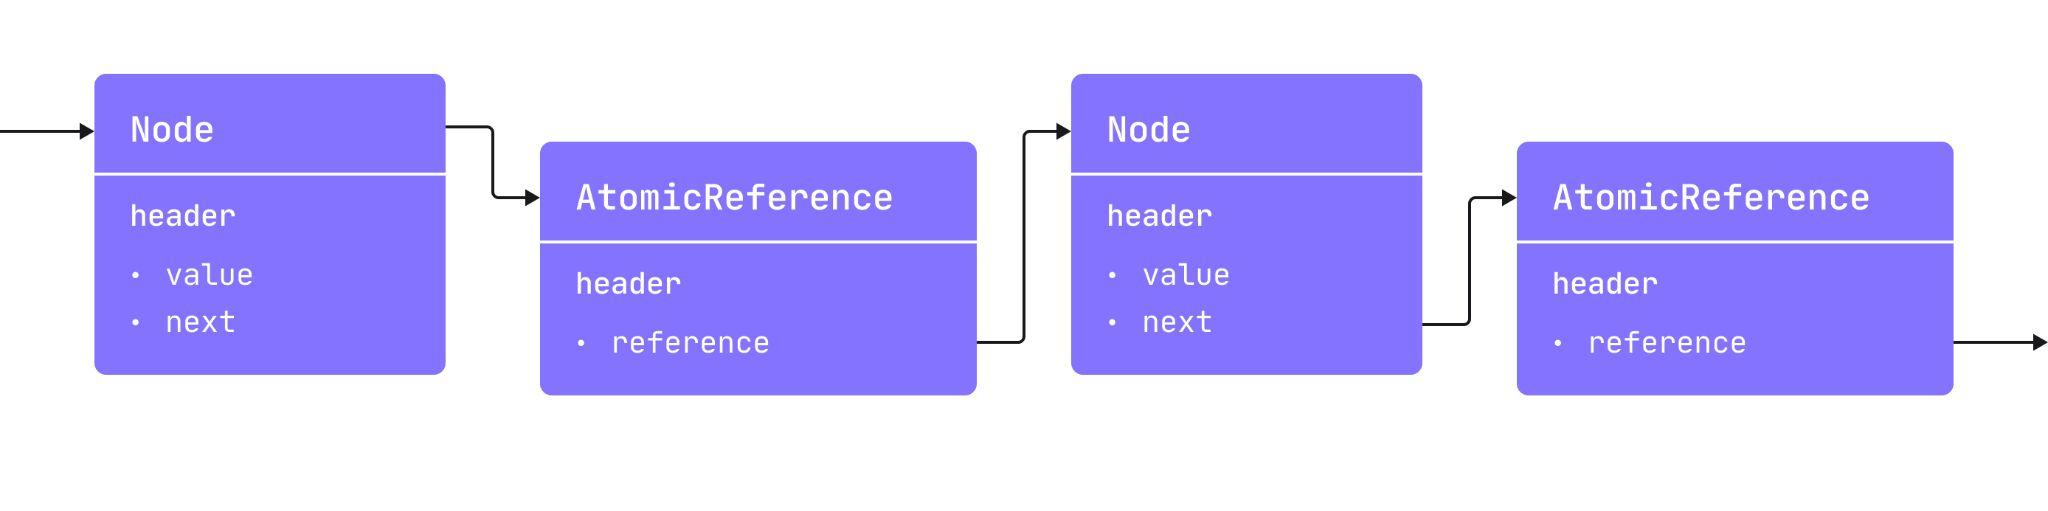 Node
header
• value
• next
AtomicReference
header
• reference
Node
header
• value
• next
AtomicReference
header
• reference